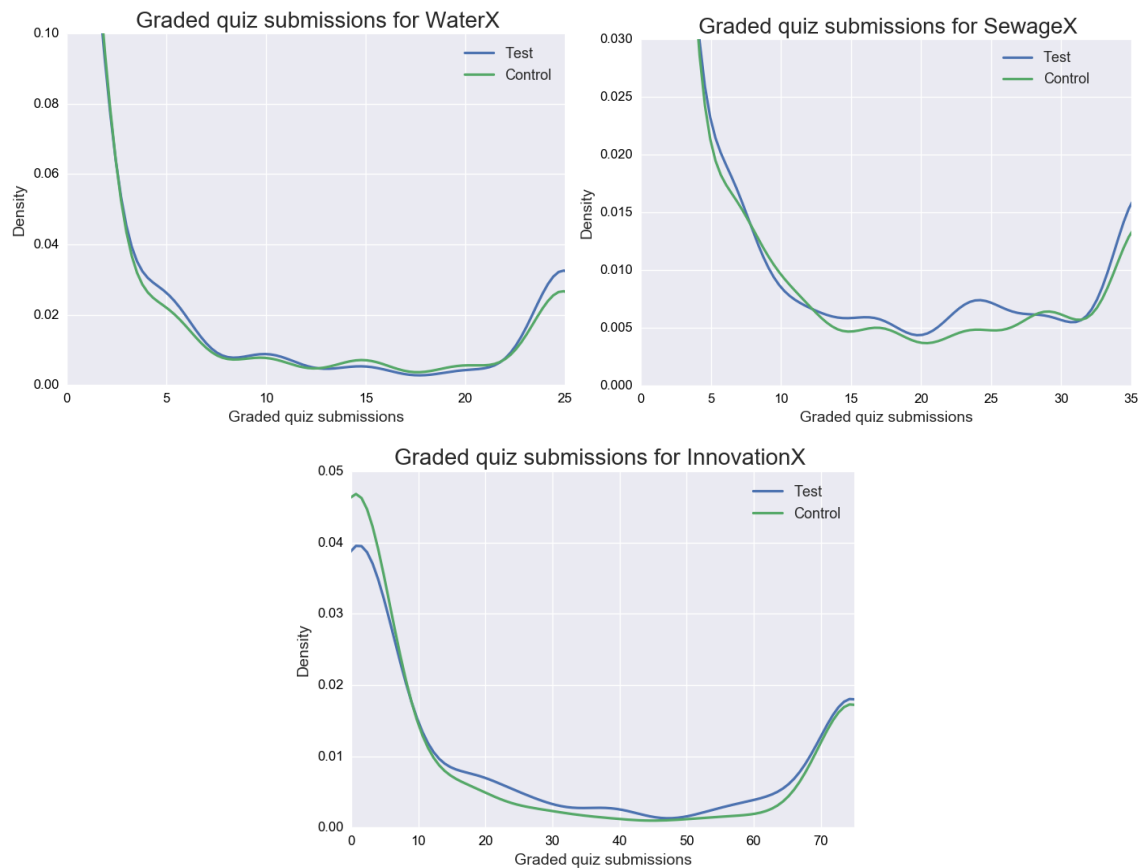 Graded quiz submissions for WaterX
0.10
0.08
0.06
0.04
0.02
0.00
Density
0 5 10 15 20 25
Graded quiz submissions
Test
Control
Graded quiz submissions for SewageX
0.030
0.025
0.020
0.015
0.010
0.005
0.000
Density
0 5 10 15 20 25 30 35
Graded quiz submissions
Test
Control
Graded quiz submissions for InnovationX
0.05
0.04
0.03
0.02
0.01
0.00
Density
0 10 20 30 40 50 60 70
Graded quiz submissions
Test
Control